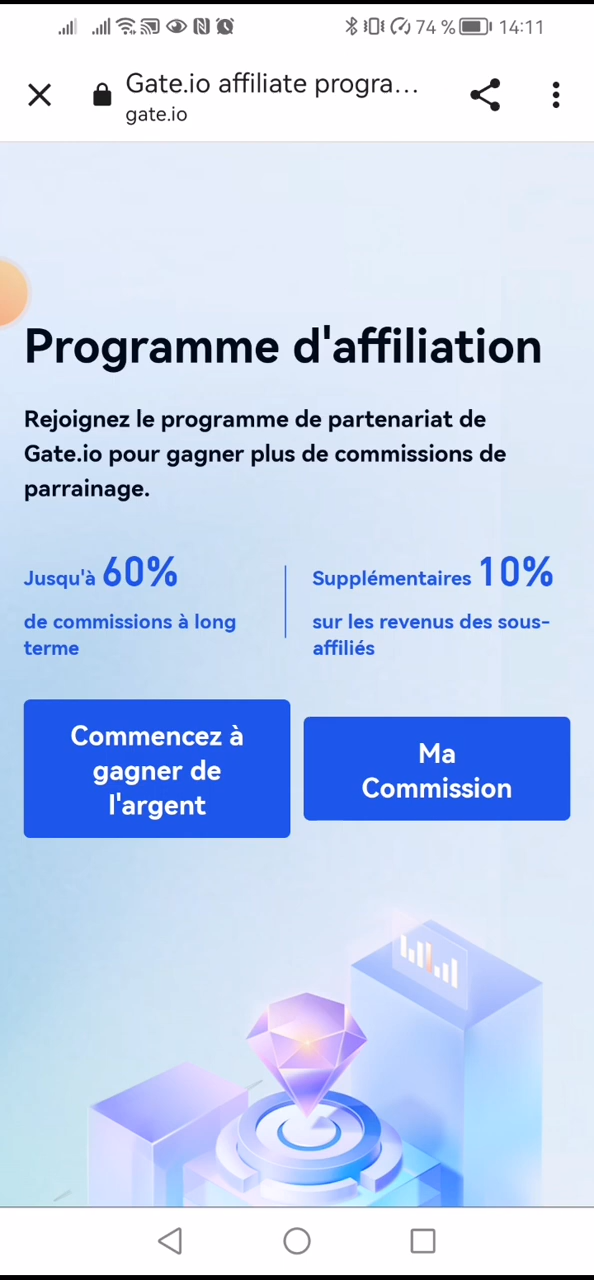 74 % 14:11
Gate.io affiliate progra...
gate.io
Programme d'affiliation
Rejoignez le programme de partenariat de
Gate.io pour gagner plus de commissions de
parrainage.
Jusqu'à 60%
de commissions à long
terme
Supplémentaires 10%
sur les revenus des sous-
affiliés
Commencez à
gagner de
l'argent
Ma
Commission